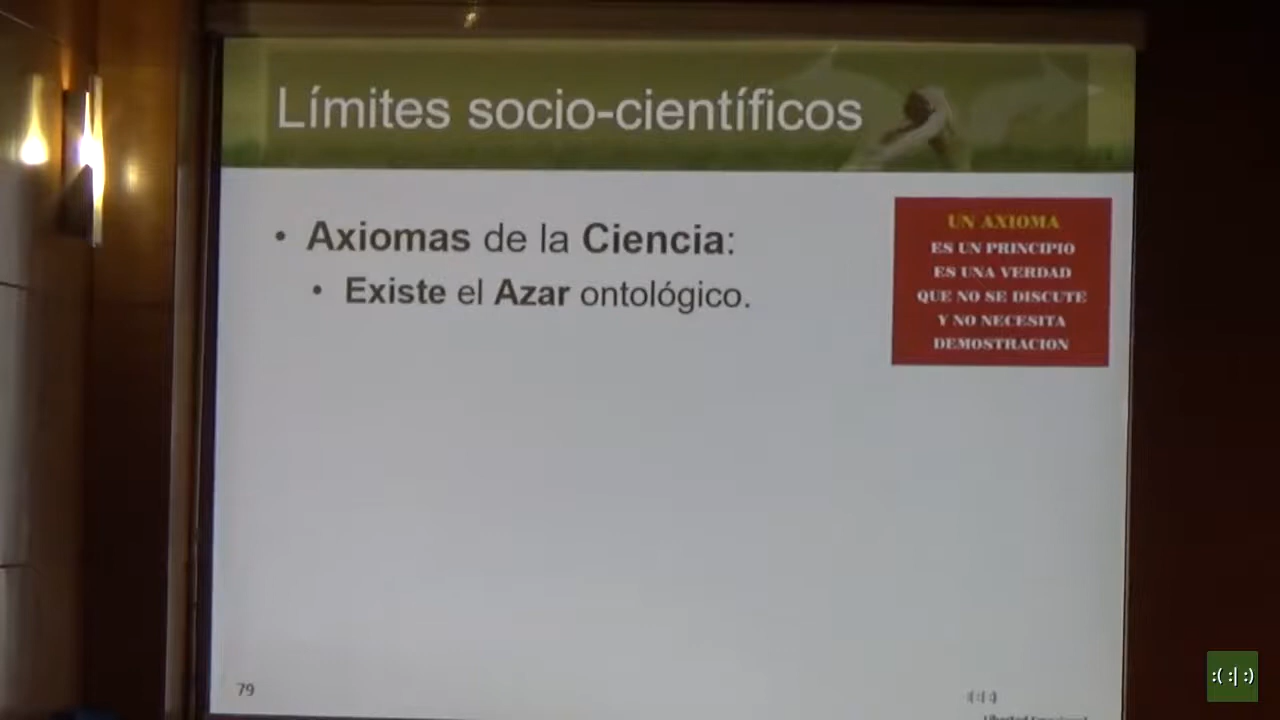 Límites socio-científicos
• Axiomas de la Ciencia:
• Existe el Azar ontológico.
UN AXIOMA
ES UN PRINCIPIO
ES UNA VERDAD
QUE NO SE DISCUTE
Y NO NECESITA
DEMOSTRACION
79
:( :| :)